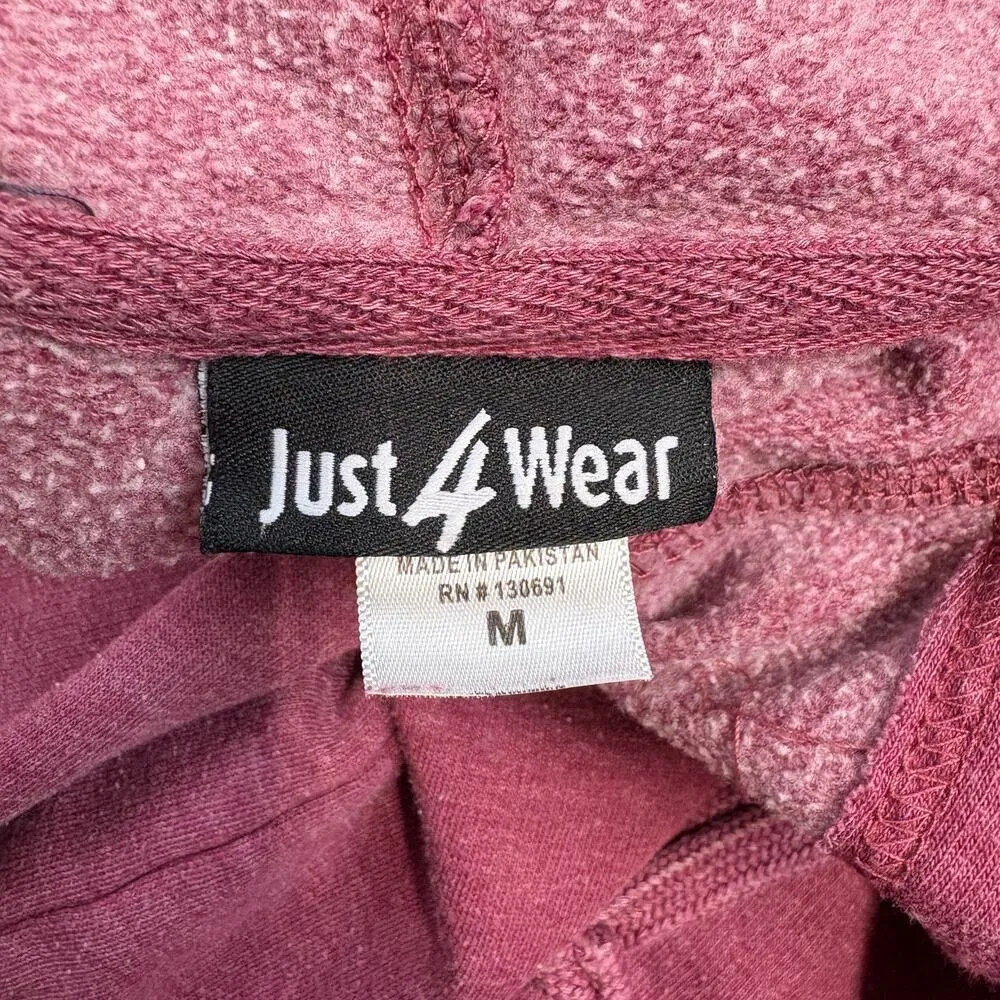 Just 4 Wear
MADE IN PAKISTAN
RN # 130691
M